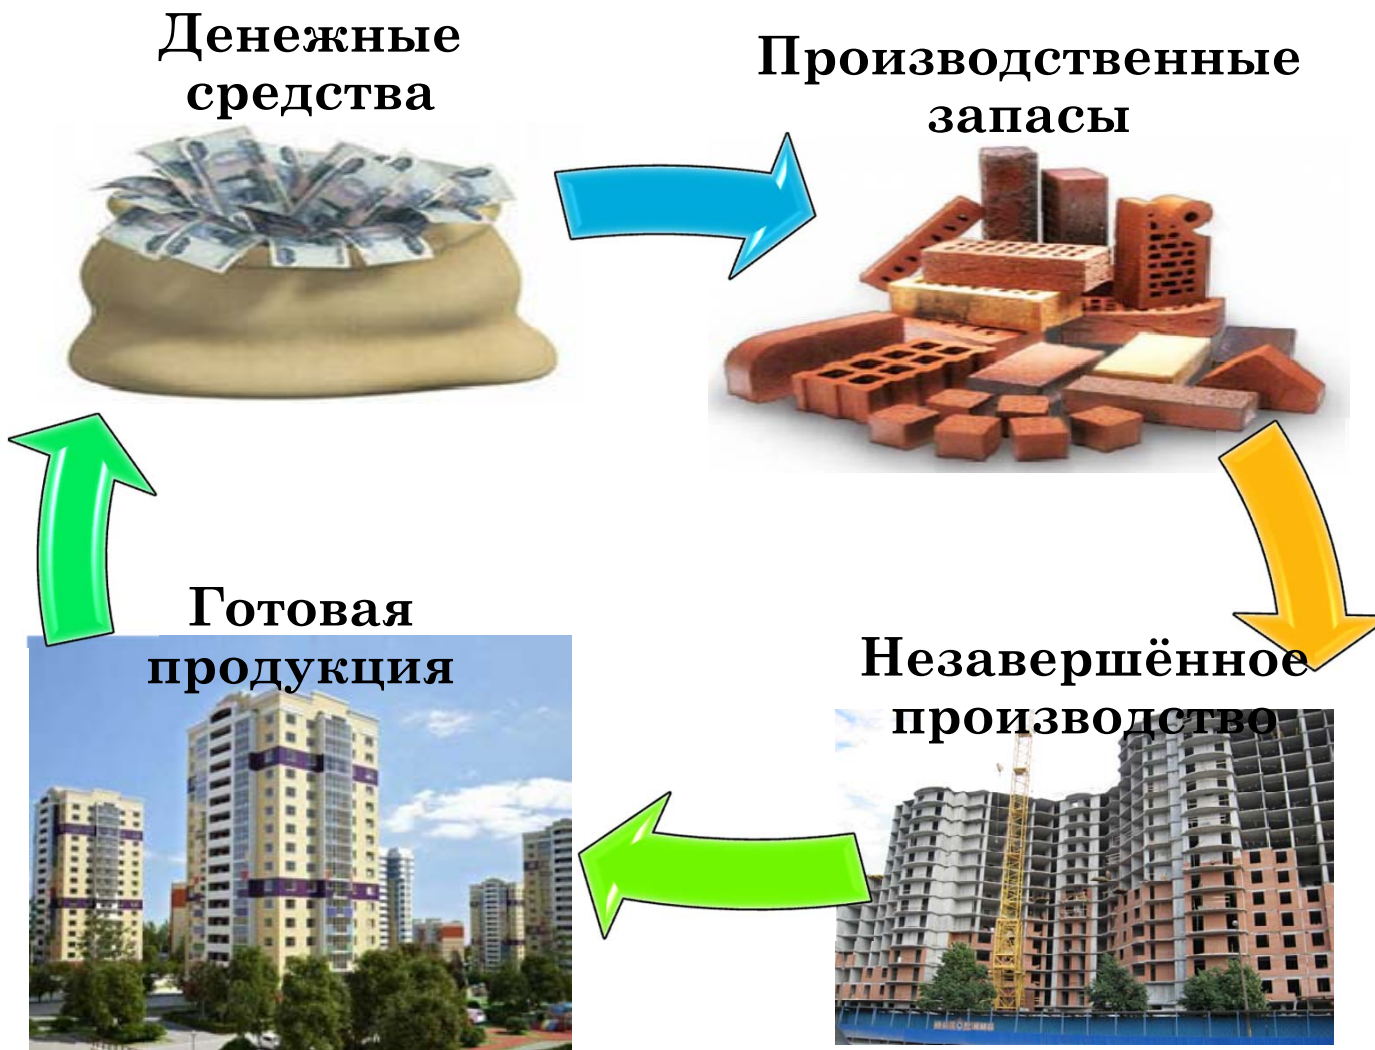 Денежные
средства
Производственные
запасы
Готовая
продукция
Незавершённое
производство